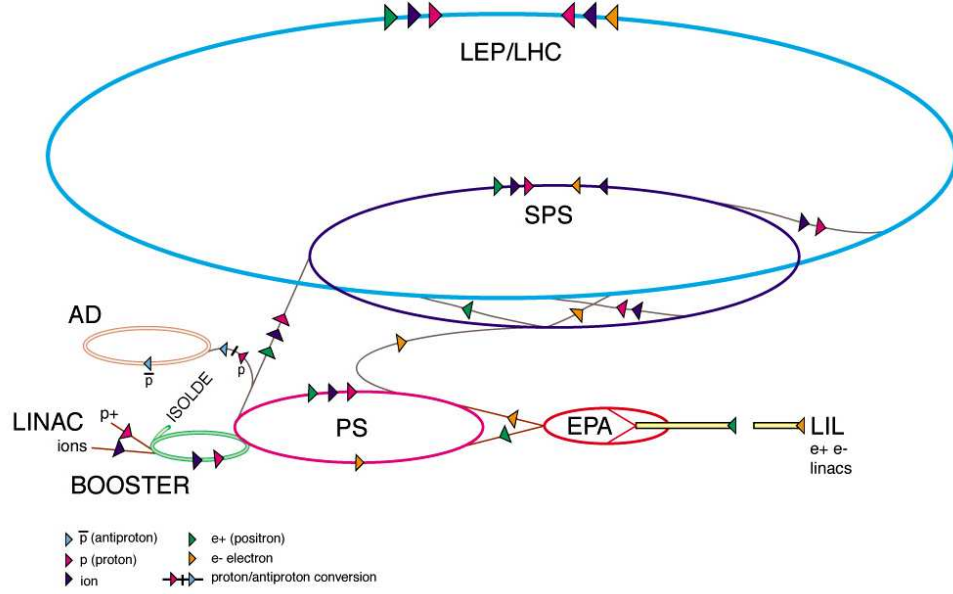 LEP/LHC
SPS
AD
p̅
p
ISOLDE
LINAC
p+
ions
BOOSTER
PS
EPA
LIL
e+ e-
linacs
p̅ (antiproton)
p (proton)
ion
e+ (positron)
e- electron
proton/antiproton conversion